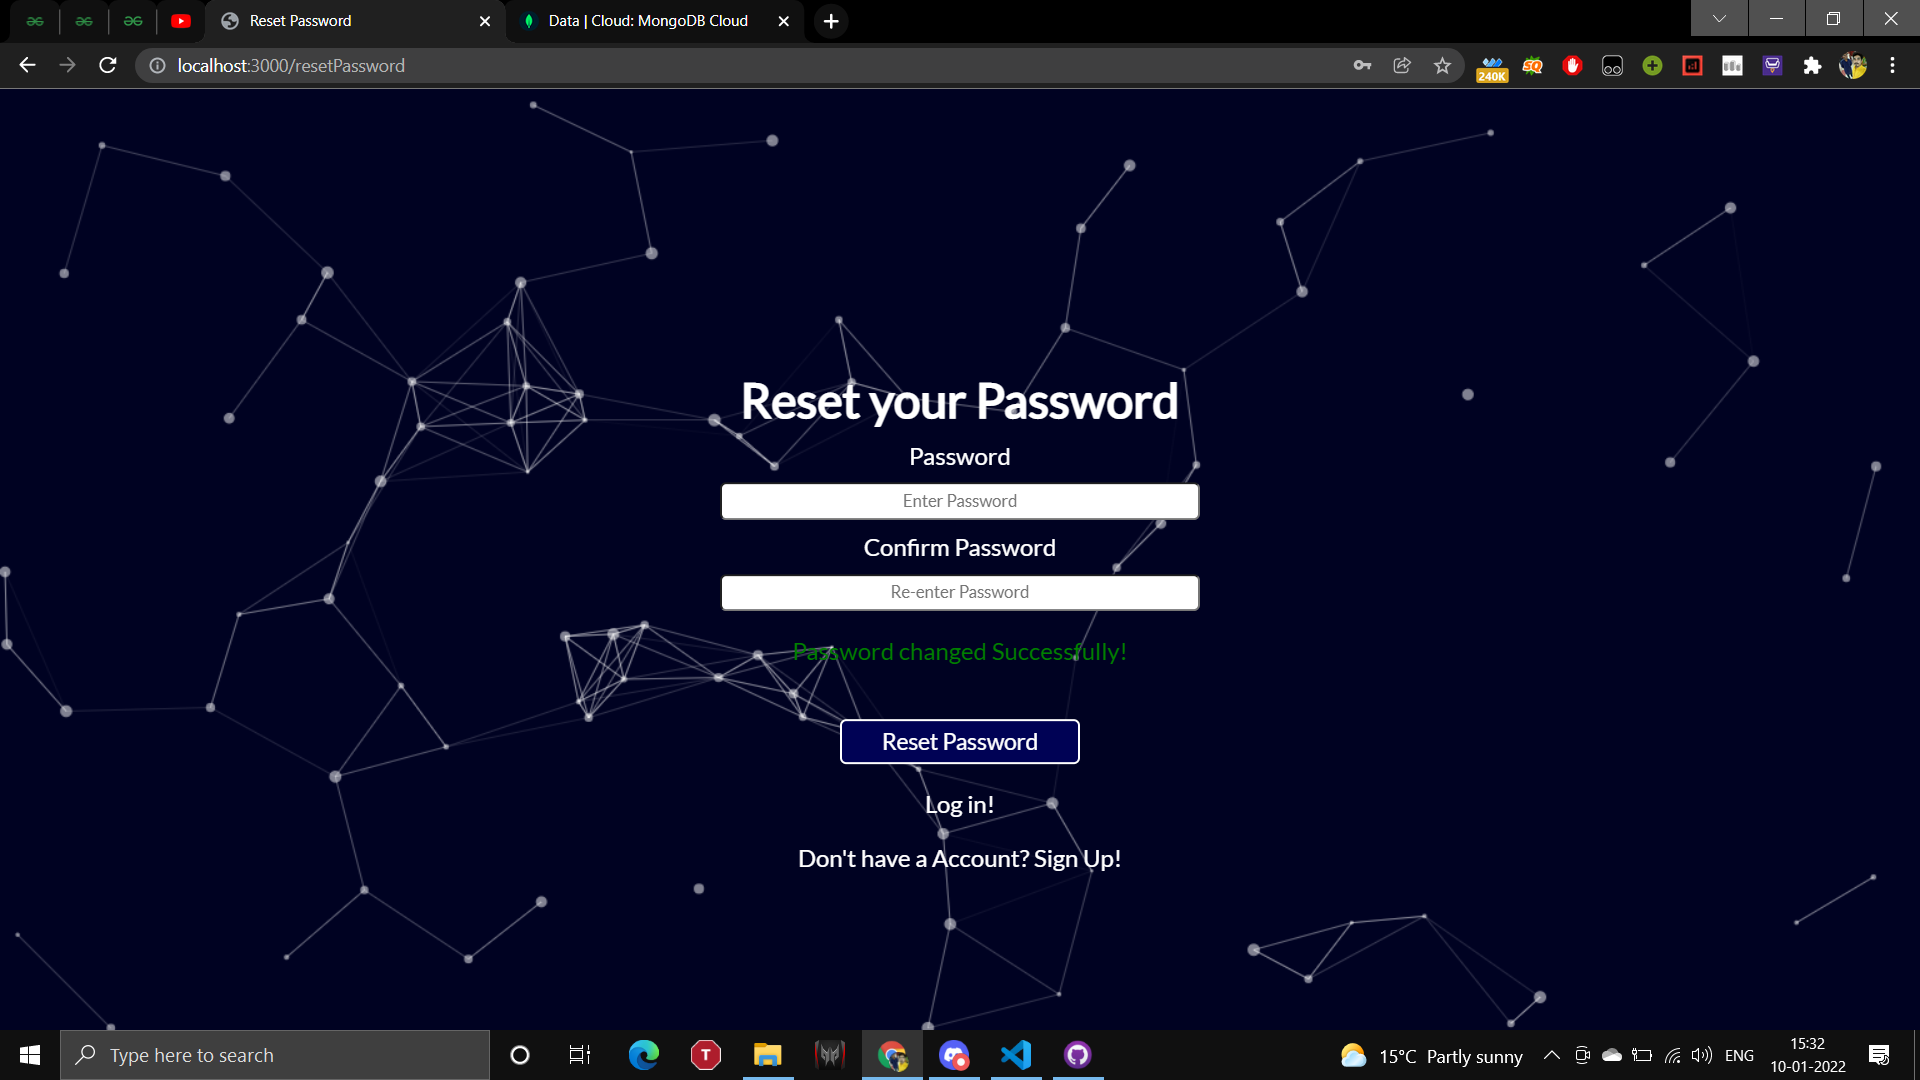 Reset Password
Data | Cloud: MongoDB Cloud
localhost:3000/resetPassword
240K
Reset your Password
Password
Enter Password
Confirm Password
Re-enter Password
Password changed Successfully!
Reset Password
Log in!
Don't have a Account? Sign Up!
Type here to search
T
15°C Partly sunny
ENG
15:32
10-01-2022